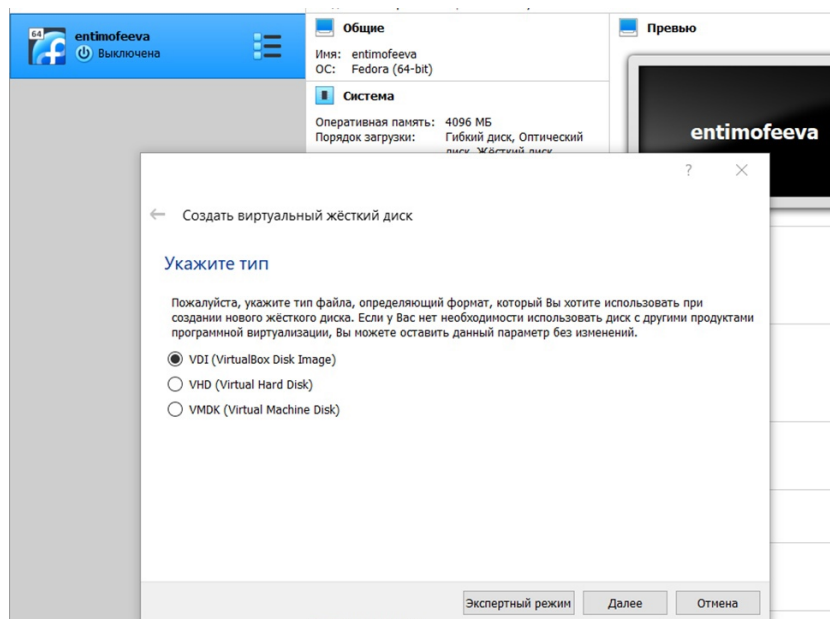 64
entimofeeva
Выключена
Общие
Имя: entimofeeva
ОС: Fedora (64-bit)
Система
Оперативная память: 4096 МБ
Порядок загрузки: Гибкий диск, Оптический
диск, Жёсткий диск
Превью
entimofeeva
?
Создать виртуальный жёсткий диск
Укажите тип
Пожалуйста, укажите тип файла, определяющий формат, который Вы хотите использовать при
создании нового жёсткого диска. Если у Вас нет необходимости использовать диск с другими продуктами
программной виртуализации, Вы можете оставить данный параметр без изменений.
VDI (VirtualBox Disk Image)
VHD (Virtual Hard Disk)
VMDK (Virtual Machine Disk)
Экспертный режим
Далее
Отмена